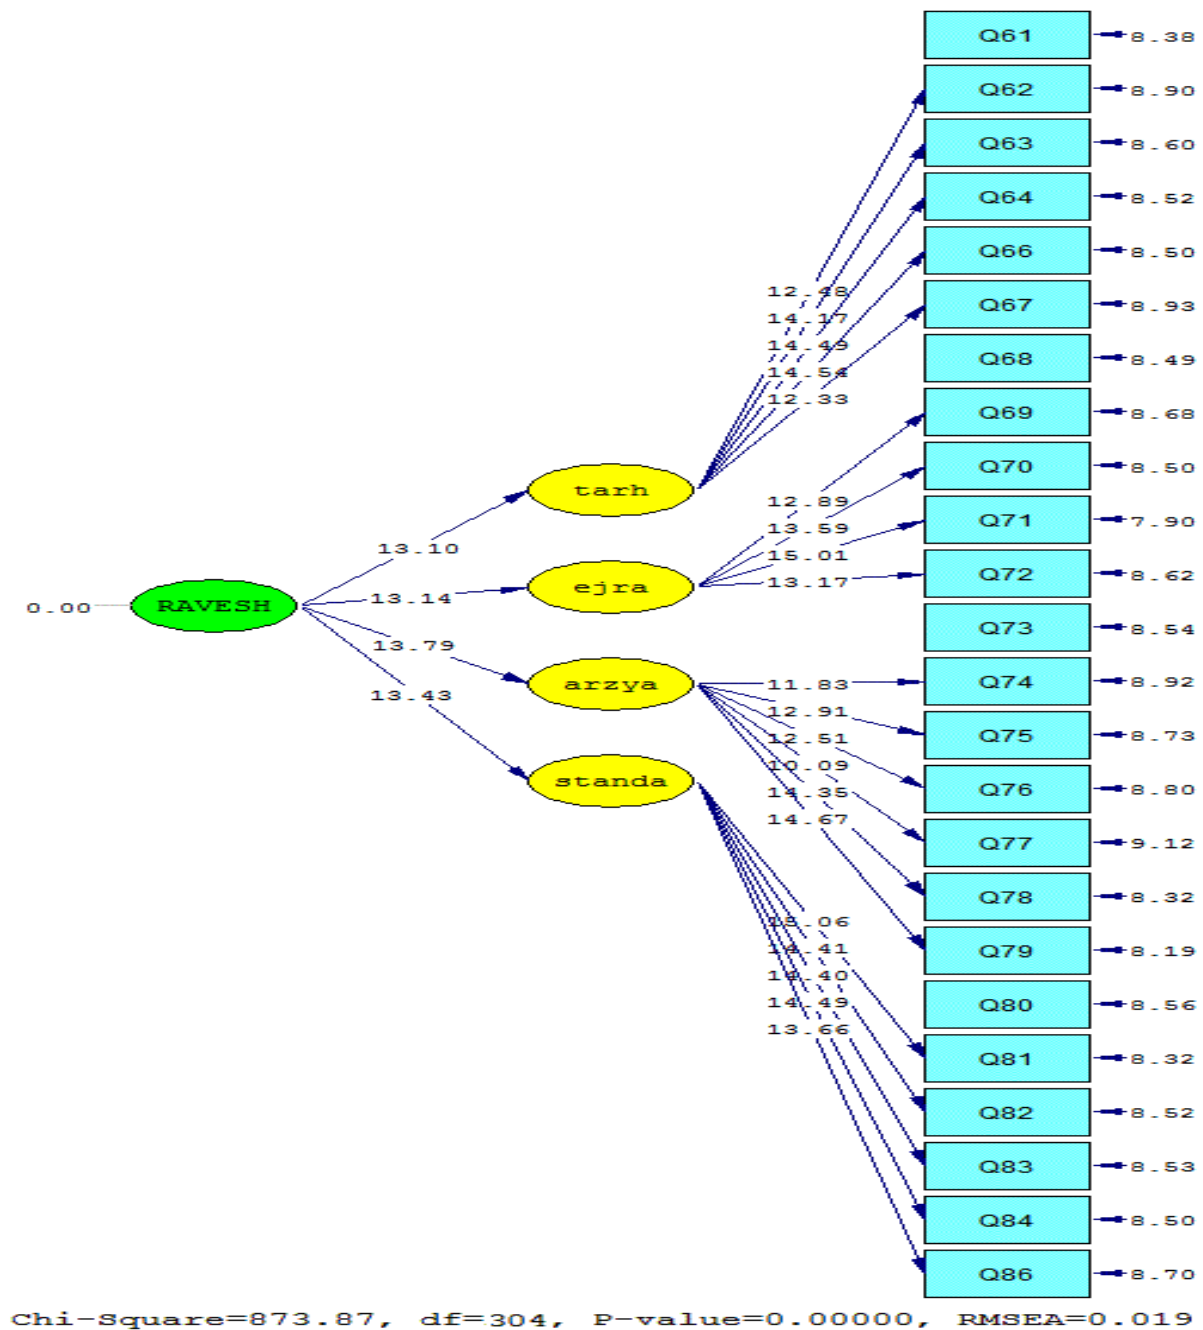 Q61 8.38
Q62 8.90
Q63 8.60
Q64 8.52
Q66 8.50
12.48
Q67 8.93
14.17
14.49
Q68 8.49
14.54
12.33
Q69 8.68
Q70 8.50
tarh
12.89
Q71 7.90
13.59
13.10
15.01
Q72 8.62
ejra
13.17
13.14
0.00 RAVESH
Q73 8.54
13.79
Q74 8.92
arzya
11.83
13.43
12.91
Q75 8.73
12.51
10.09
standa
Q76 8.80
14.35
14.67
Q77 9.12
Q78 8.32
15.06
14.41
Q79 8.19
14.40
14.49
Q80 8.56
13.66
Q81 8.32
Q82 8.52
Q83 8.53
Q84 8.50
Q86 8.70
Chi-Square=873.87, df=304, P-value=0.00000, RMSEA=0.019